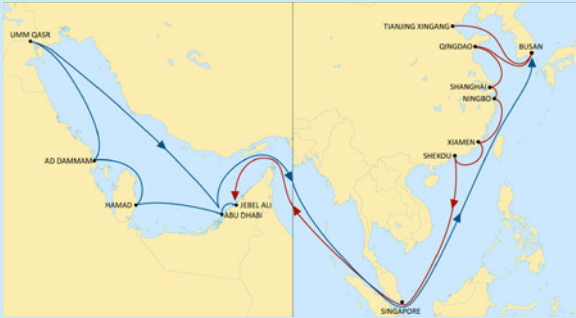 UMM QASR
TIANJING XINGANG
QINGDAO
BUSAN
SHANGHAI
NINGBO
XIAMEN
SHEKOU
AD DAMMAM
HAMAD
JEBEL ALI
ABU DHABI
SINGAPORE